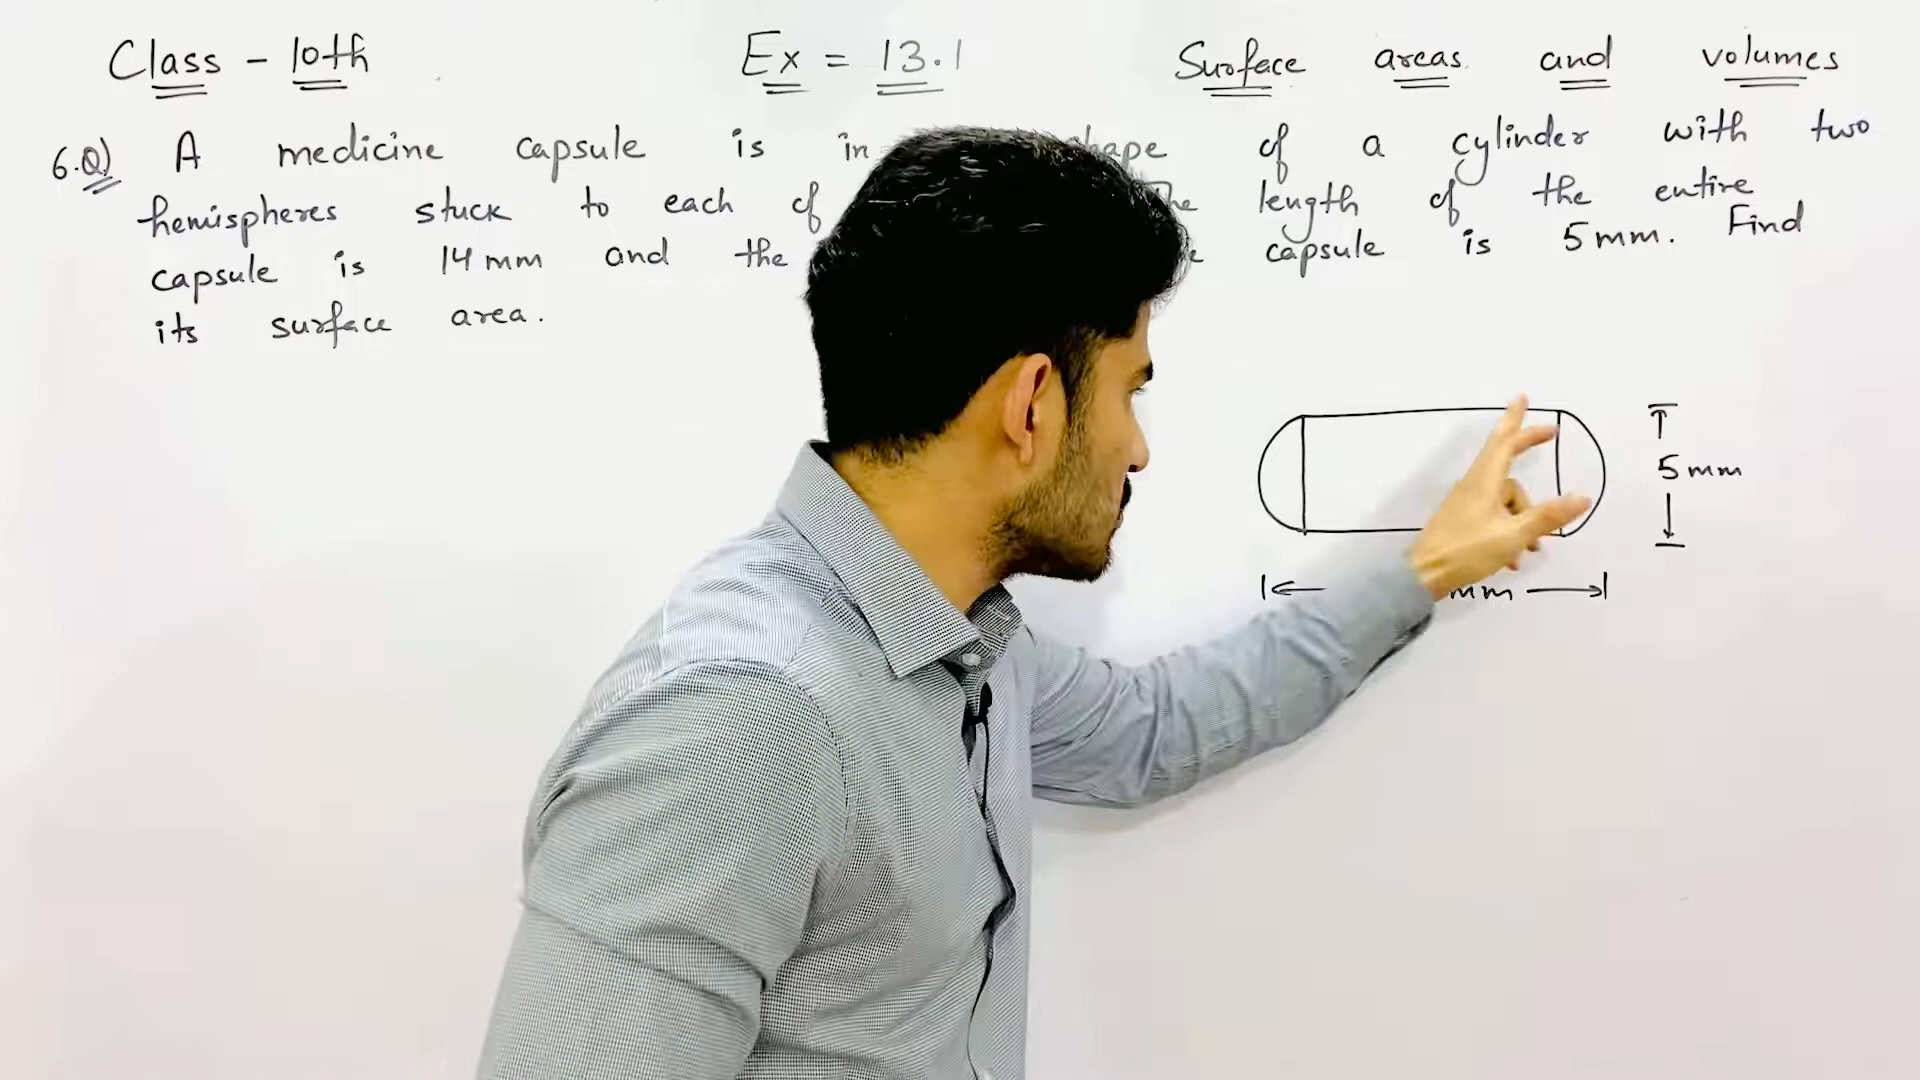 Class - 10th Ex = 13.1 Surface areas and volumes
6.Q) A medicine capsule is in hape of a cylinder with two
hemispheres stuck to each of length of the entire
capsule is 14 mm and the capsule is 5 mm. Find
its surface area.
5 mm
mm